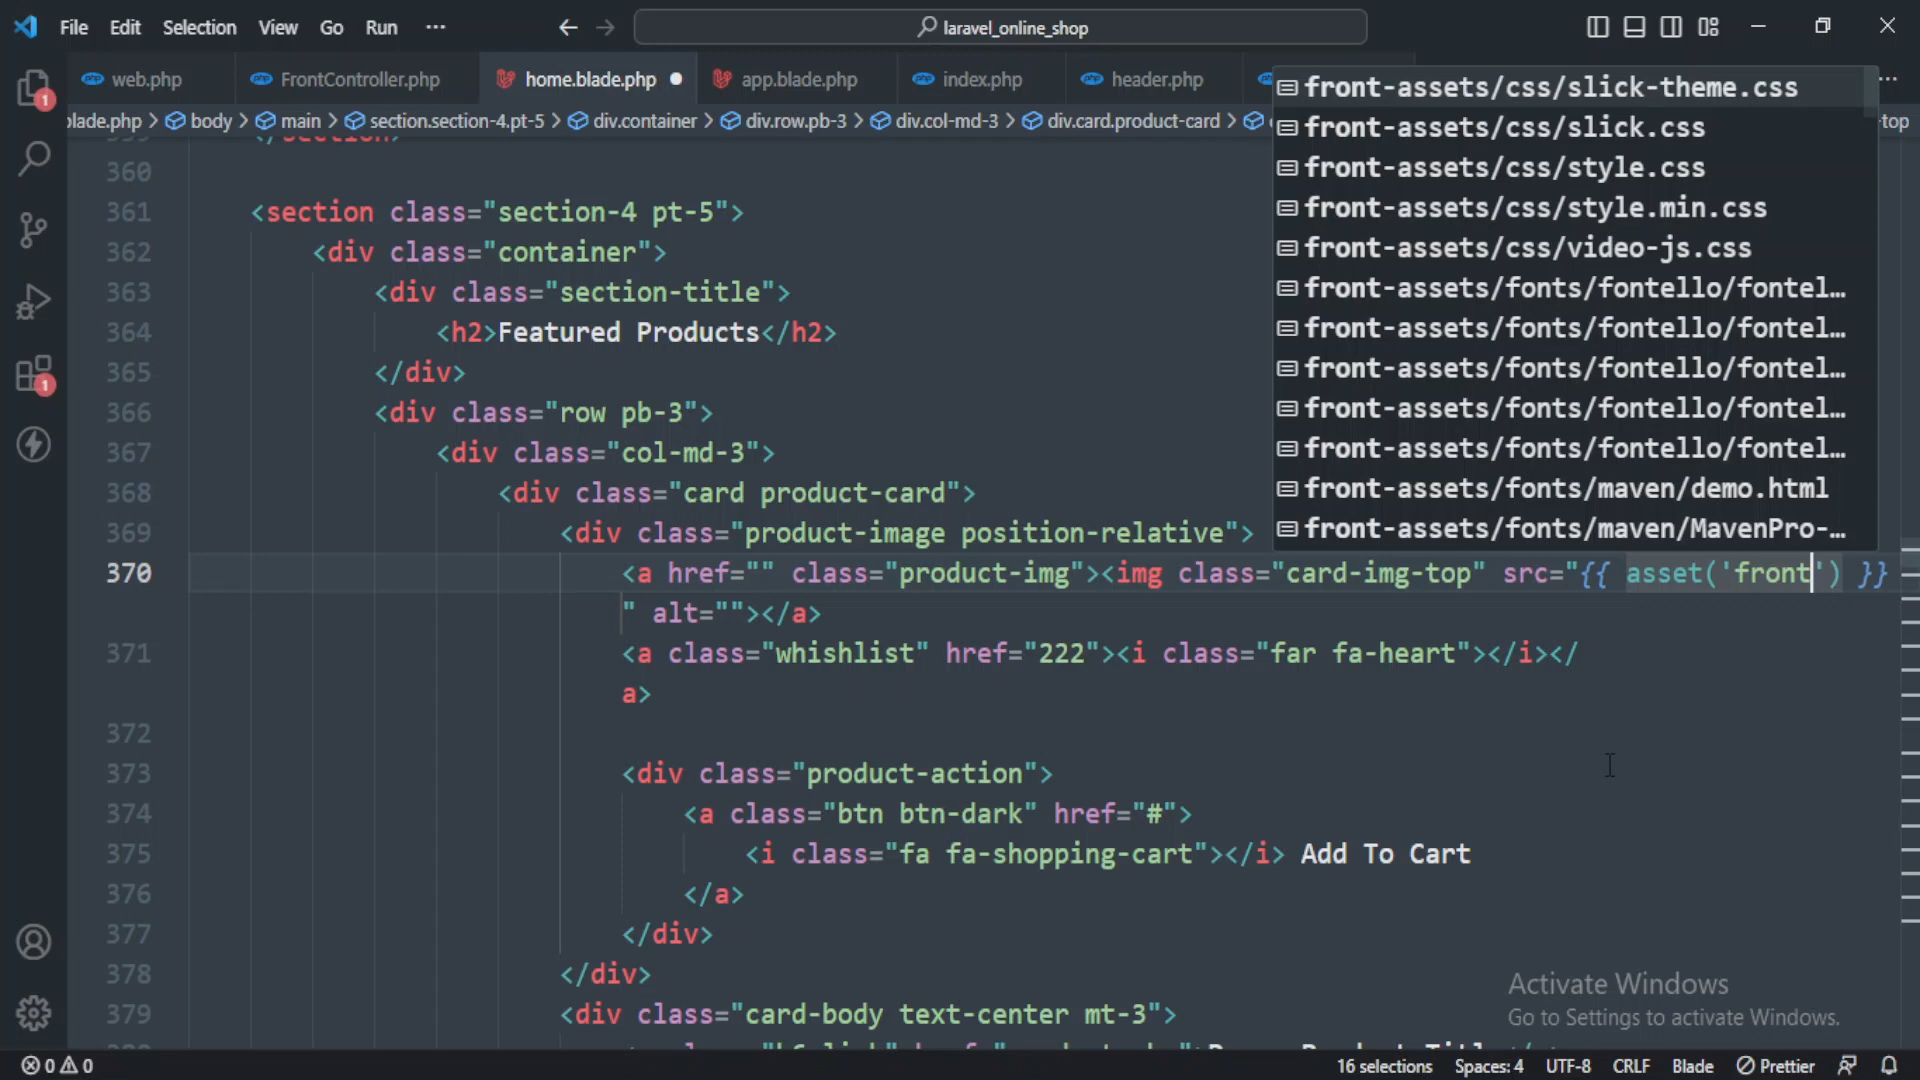 File Edit Selection View Go Run ··· laravel_online_shop
web.php FrontController.php home.blade.php app.blade.php index.php header.php
blade.php > body > main > section.section-4.pt-5 > div.container > div.row.pb-3 > div.col-md-3 > div.card.product-card > -top
front-assets/css/slick-theme.css
front-assets/css/slick.css
front-assets/css/style.css
front-assets/css/style.min.css
front-assets/css/video-js.css
front-assets/fonts/fontello/fontel…
front-assets/fonts/fontello/fontel…
front-assets/fonts/fontello/fontel…
front-assets/fonts/fontello/fontel…
front-assets/fonts/fontello/fontel…
front-assets/fonts/maven/demo.html
front-assets/fonts/maven/MavenPro-…
360
361 <section class="section-4 pt-5">
362 <div class="container">
363 <div class="section-title">
364 <h2>Featured Products</h2>
365 </div>
366 <div class="row pb-3">
367 <div class="col-md-3">
368 <div class="card product-card">
369 <div class="product-image position-relative">
370 <a href="" class="product-img"><img class="card-img-top" src="{{ asset('front') }}
" alt=""></a>
371 <a class="whishlist" href="222"><i class="far fa-heart"></i></
a>
372
373 <div class="product-action">
374 <a class="btn btn-dark" href="#">
375 <i class="fa fa-shopping-cart"></i> Add To Cart
376 </a>
377 </div>
378 </div>
379 <div class="card-body text-center mt-3">
Activate Windows
Go to Settings to activate Windows.
0 0 16 selections Spaces: 4 UTF-8 CRLF Blade Prettier